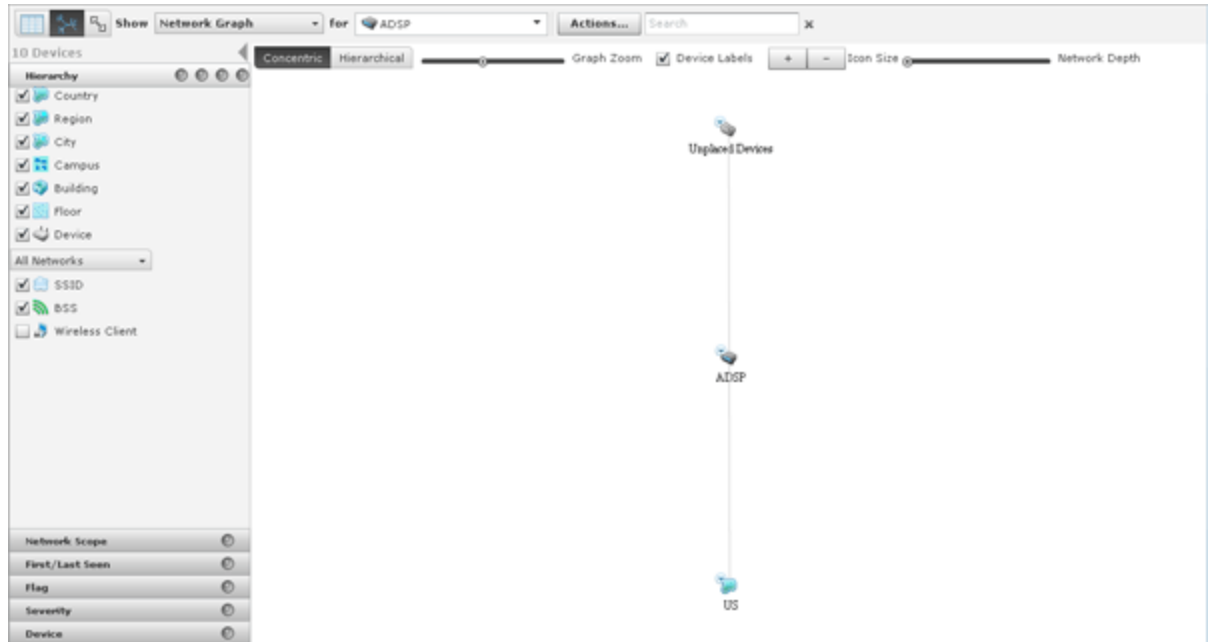 Show Network Graph for ADSP Actions... Search
10 Devices
Concentric Hierarchical Graph Zoom Device Labels + - Icon Size Network Depth
Hierarchy
Country
Region
City
Campus
Building
Floor
Device
All Networks
SSID
BSS
Wireless Client
Unplaced Devices
ADSP
US
Network Scope
First/Last Seen
Flag
Severity
Device